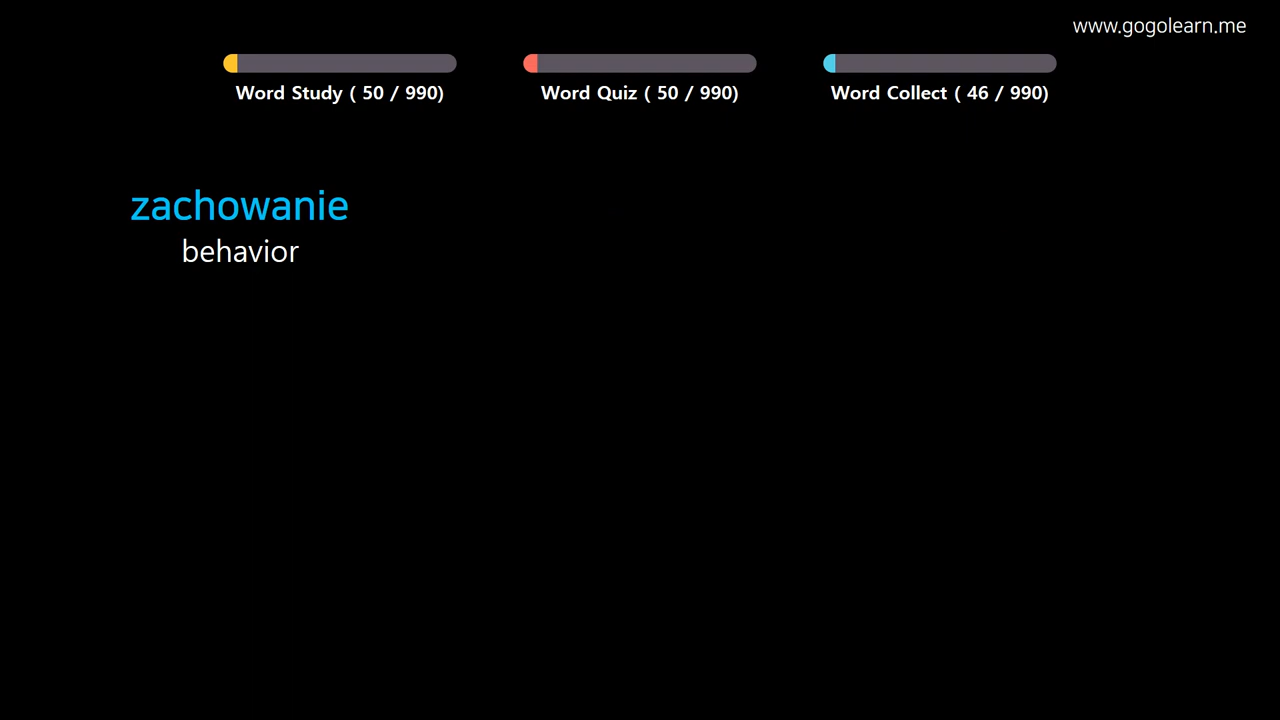 www.gogolearn.me
Word Study ( 50 / 990)
Word Quiz ( 50 / 990)
Word Collect ( 46 / 990)
zachowanie
behavior